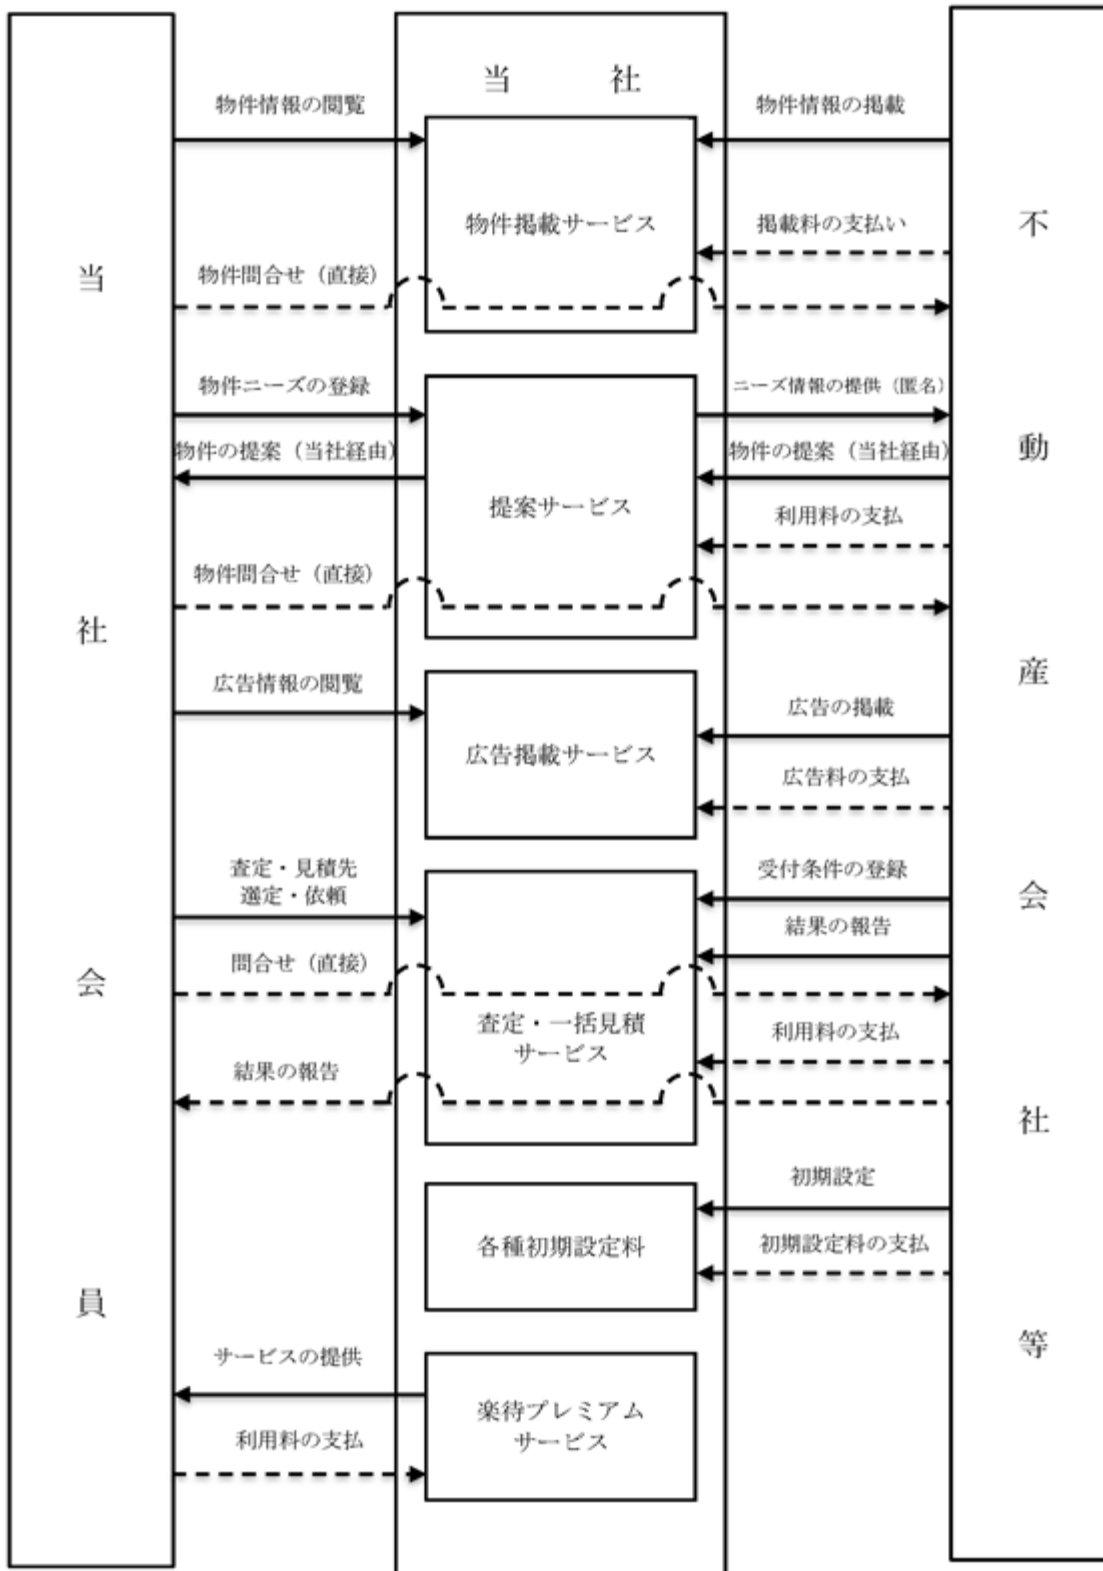 当社会員
当　社
不動産会社等
物件情報の閲覧
物件情報の掲載
物件掲載サービス
掲載料の支払い
物件問合せ（直接）
物件ニーズの登録
ニーズ情報の提供（匿名）
物件の提案（当社経由）
物件の提案（当社経由）
提案サービス
利用料の支払
物件問合せ（直接）
広告情報の閲覧
広告の掲載
広告掲載サービス
広告料の支払
査定・見積先
選定・依頼
受付条件の登録
結果の報告
問合せ（直接）
査定・一括見積
サービス
利用料の支払
結果の報告
初期設定
各種初期設定料
初期設定料の支払
サービスの提供
楽待プレミアム
サービス
利用料の支払